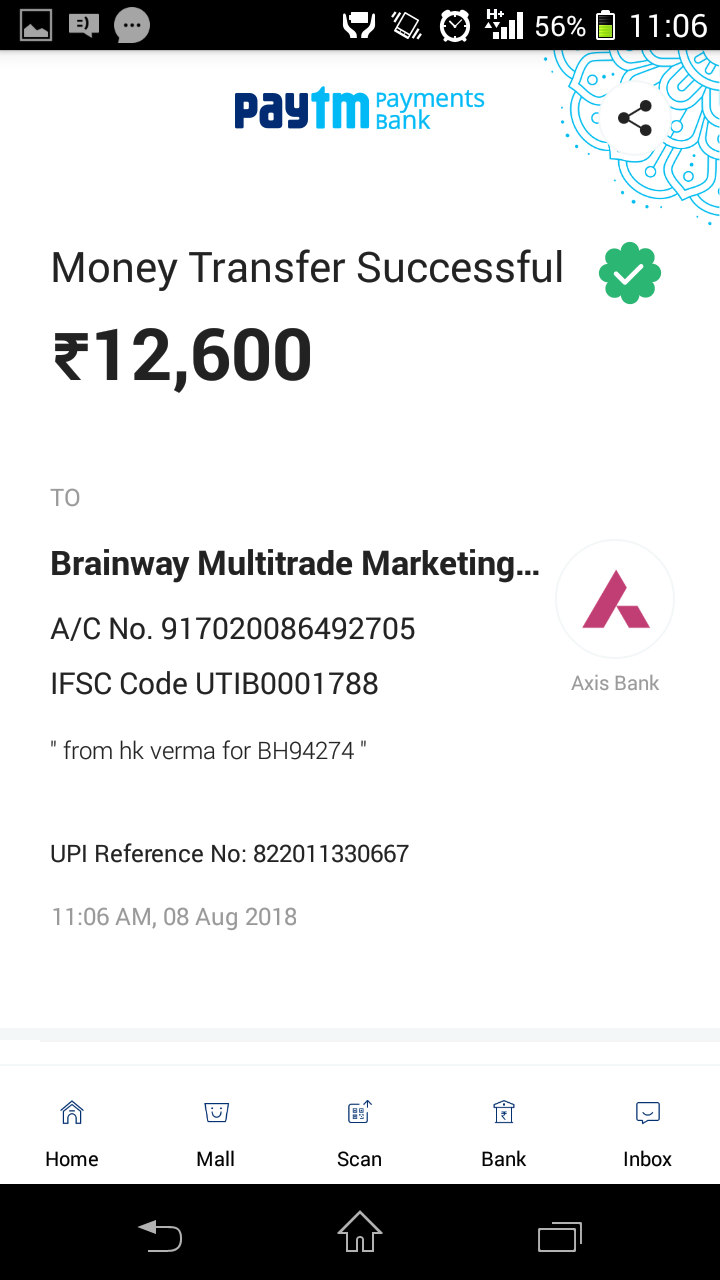 H+ 56% 11:06
paytm Payments Bank
Money Transfer Successful
₹12,600
TO
Brainway Multitrade Marketing...
A/C No. 917020086492705
IFSC Code UTIB0001788
Axis Bank
" from hk verma for BH94274 "
UPI Reference No: 822011330667
11:06 AM, 08 Aug 2018
Home Mall Scan Bank Inbox